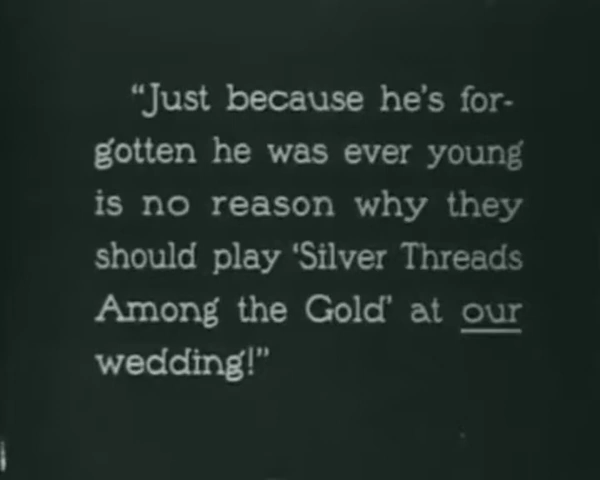 "Just because he's for-
gotten he was ever young
is no reason why they
should play 'Silver Threads
Among the Gold' at our
wedding!"